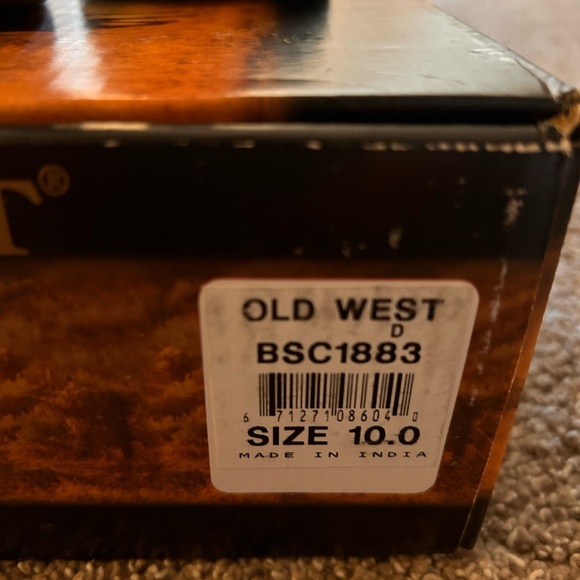 T®
OLD WEST
D
BSC1883
6 71271 08604 0
SIZE 10.0
MADE IN INDIA